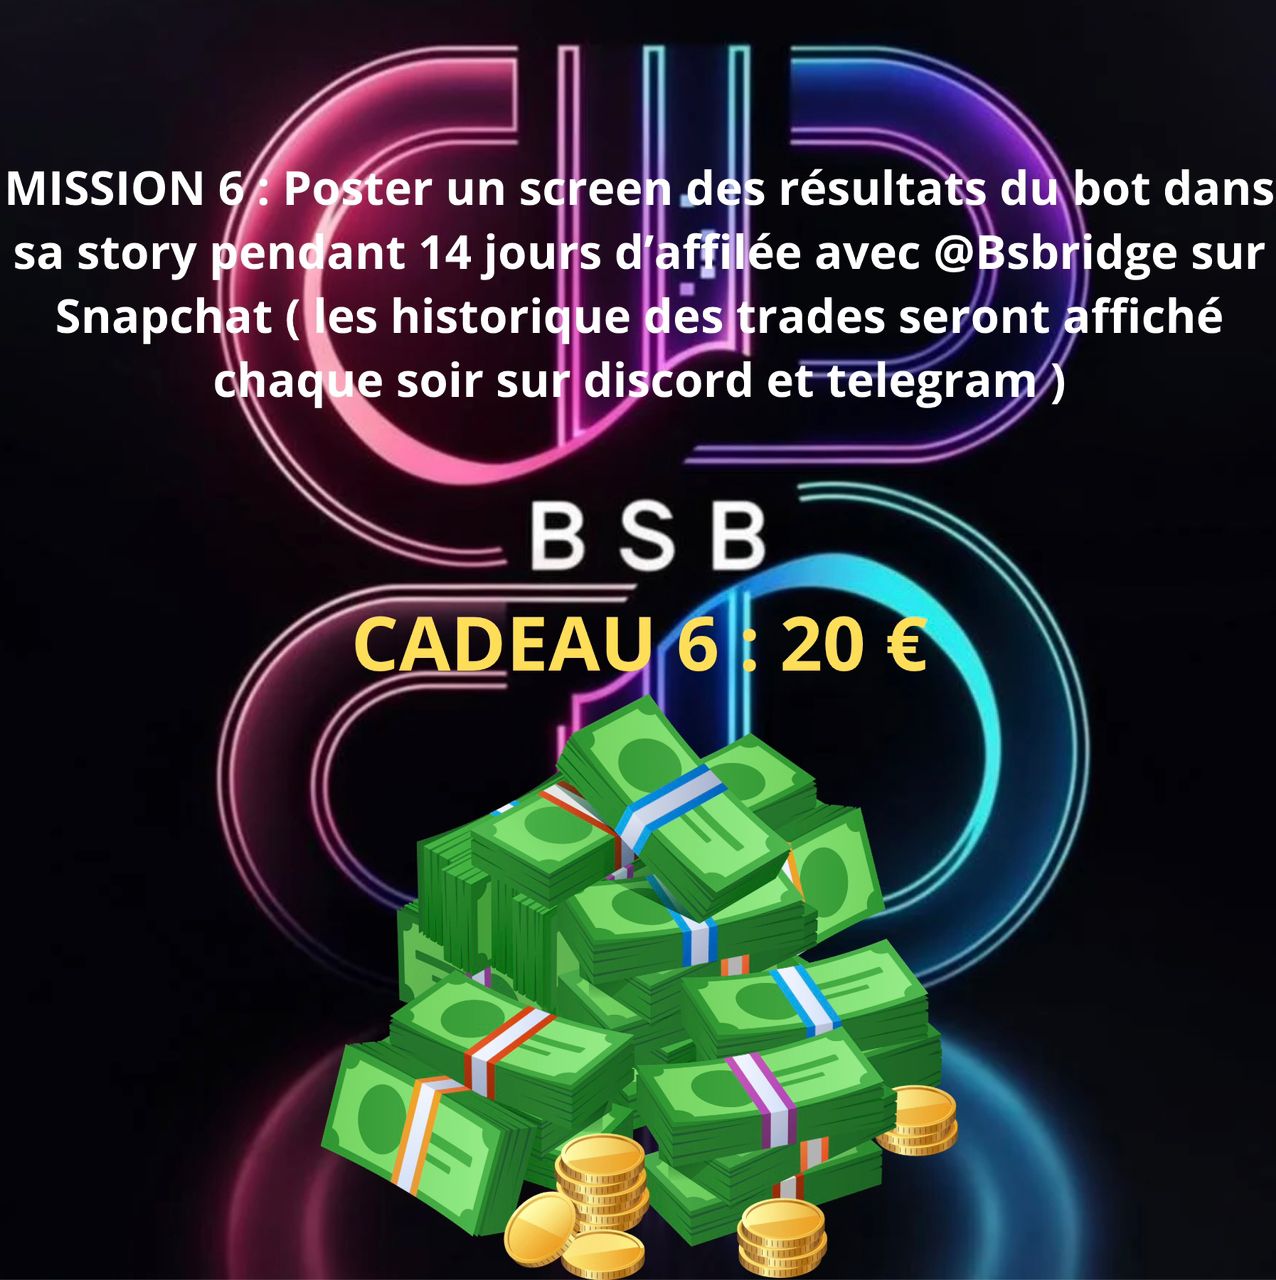 MISSION 6 : Poster un screen des résultats du bot dans
sa story pendant 14 jours d’affilée avec @Bsbridge sur
Snapchat ( les historique des trades seront affiché
chaque soir sur discord et telegram )
B S B
CADEAU 6 : 20 €